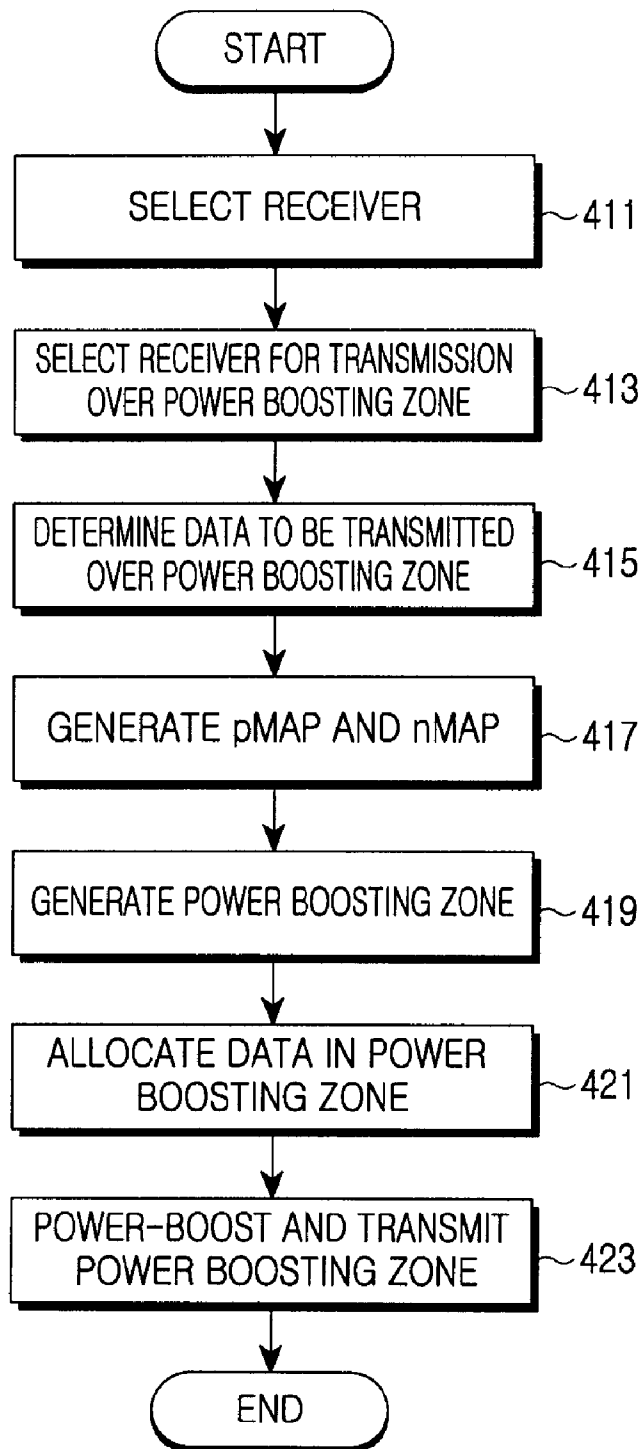 START
SELECT RECEIVER
411
SELECT RECEIVER FOR TRANSMISSION
OVER POWER BOOSTING ZONE
413
DETERMINE DATA TO BE TRANSMITTED
OVER POWER BOOSTING ZONE
415
GENERATE pMAP AND nMAP
417
GENERATE POWER BOOSTING ZONE
419
ALLOCATE DATA IN POWER
BOOSTING ZONE
421
POWER-BOOST AND TRANSMIT
POWER BOOSTING ZONE
423
END